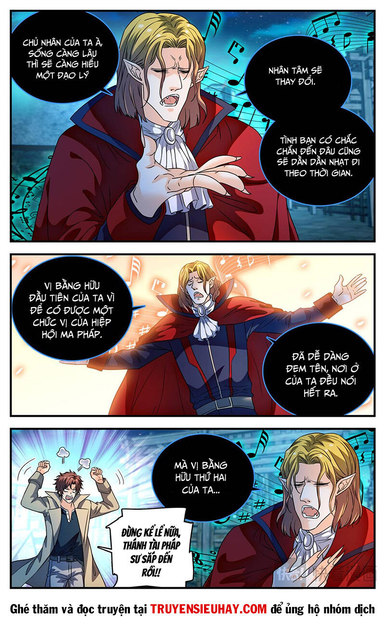 CHỦ NHÂN CỦA TA À,
SỐNG CÀNG LÂU
THÌ SẼ CÀNG HIỂU
MỘT ĐẠO LÝ
NHÂN TÂM SẼ
THAY ĐỔI.
TÌNH BẠN CÓ CHẮC
CHẮN ĐẾN ĐÂU CŨNG
SẼ DẦN DẦN NHẠT ĐI
THEO THỜI GIAN.
VỊ BẰNG HỮU
ĐẦU TIÊN CỦA TA VÌ
ĐỂ CÓ ĐƯỢC MỘT
CHỨC VỊ CỦA HIỆP
HỘI MA PHÁP.
ĐÃ DỄ DÀNG
ĐEM TÊN, NƠI Ở
CỦA TA ĐỀU NÓI
HẾT RA.
MÀ VỊ BẰNG
HỮU THỨ HAI
CỦA TA...
ĐỪNG KỂ LỂ NỮA,
THÁNH TÀI PHÁP
SƯ SẮP ĐẾN
RỒI!!
Ghé thăm và đọc truyện tại TRUYENSIEUHAY.COM để ủng hộ nhóm dịch